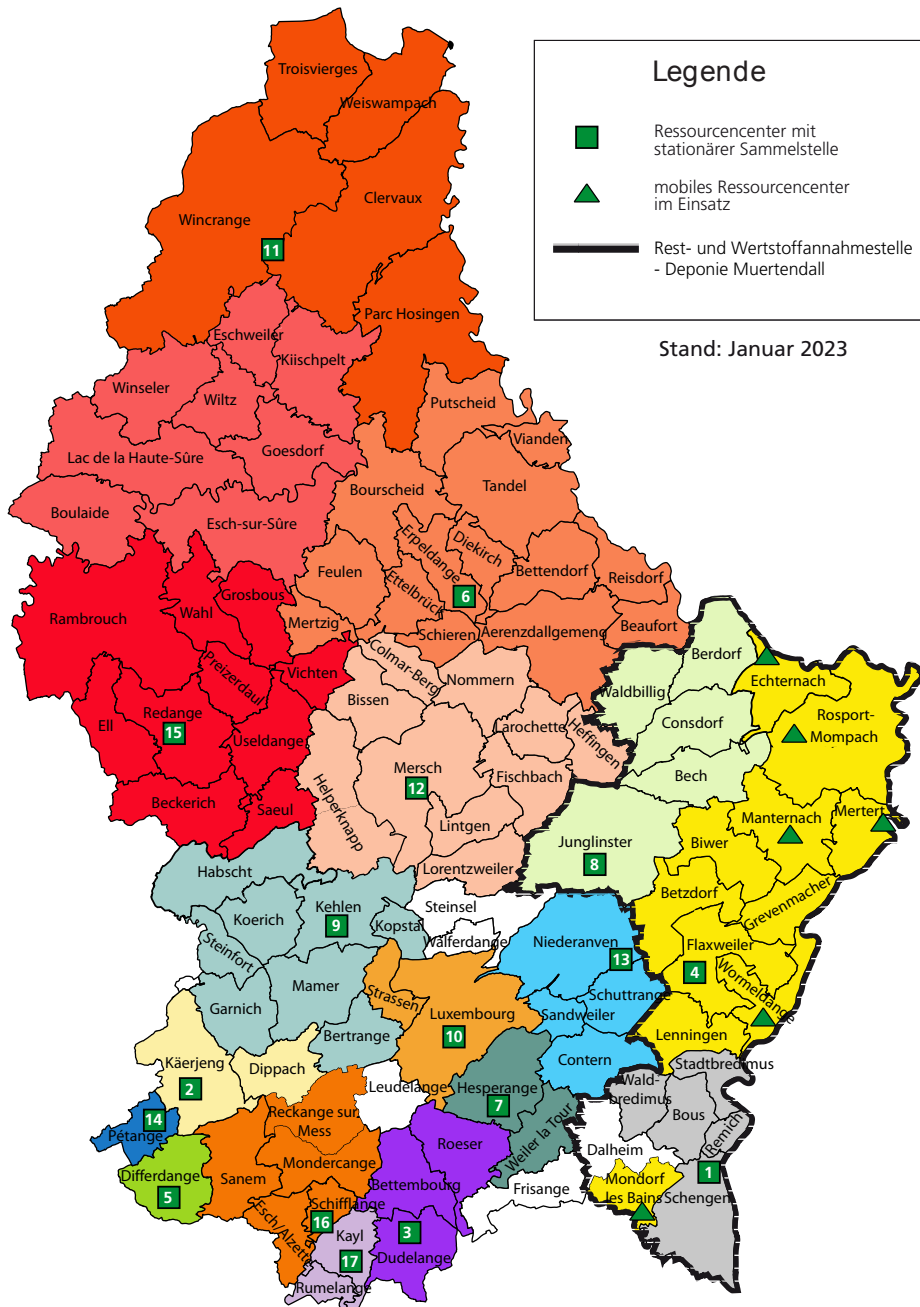 Legende
Ressourcencenter mit
stationärer Sammelstelle
mobiles Ressourcencenter
im Einsatz
Rest- und Wertstoffannahmestelle
- Deponie Muertendall
Stand: Januar 2023
Troisvierges
Weiswampach
Clervaux
Wincrange
11
Parc Hosingen
Eschweiler
Kiischpelt
Winseler
Wiltz
Lac de la Haute-Sûre
Goesdorf
Boulaide
Esch-sur-Sûre
Putscheid
Vianden
Tandel
Bourscheid
Erpeldange
Diekirch
Bettendorf
Reisdorf
Feulen
Ettelbrück
6
Mertzig
Schieren
Aerenzdallgemeng
Beaufort
Rambrouch
Wahl
Grosbous
Preizerdaul
Vichten
Ell
Redange
15
Useldange
Beckerich
Saeul
Colmar-Berg
Nommern
Bissen
Larochette
Heffingen
Mersch
12
Fischbach
Helperknapp
Lintgen
Lorentzweiler
Waldbillig
Berdorf
Consdorf
Bech
Junglinster
8
Echternach
Rosport-
Mompach
Manternach
Mertert
Biwer
Betzdorf
Grevenmacher
Flaxweiler
4
Wormeldange
Lenningen
Habscht
Koerich
Kehlen
9
Kopstal
Steinfort
Mamer
Garnich
Bertrange
Steinsel
Walferdange
Niederanven
13
Schuttrange
Sandweiler
Contern
Strassen
Luxembourg
10
Käerjeng
2
Dippach
Leudelange
Hesperange
7
Weiler la Tour
14
Pétange
Differdange
5
Reckange sur
Mess
Sanem
Mondercange
Esch/Alzette
Schifflange
16
Kayl
17
Rumelange
Roeser
Bettembourg
3
Dudelange
Frisange
Stadtbredimus
Wald-
bredimus
Bous
Remich
Dalheim
1
Mondorf
les Bains
Schengen